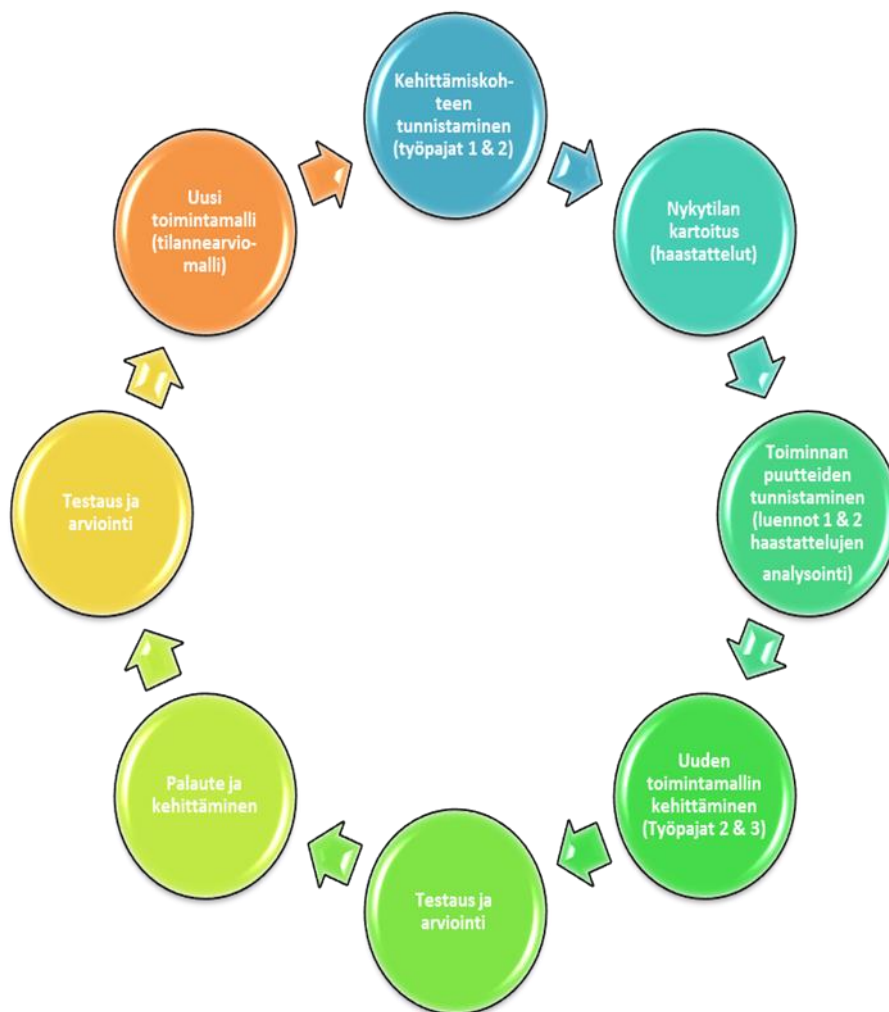 Kehittämiskoh-
teen
tunnistaminen
(työpajat 1 & 2)
Nykytilan
kartoitus
(haastattelut)
Toiminnan
puutteiden
tunnistaminen
(luennot 1 & 2
haastattelujen
analysointi)
Uuden
toimintamallin
kehittäminen
(Työpajat 2 & 3)
Testaus ja
arviointi
Palaute ja
kehittäminen
Testaus ja
arviointi
Uusi
toimintamalli
(tilannearvio-
malli)